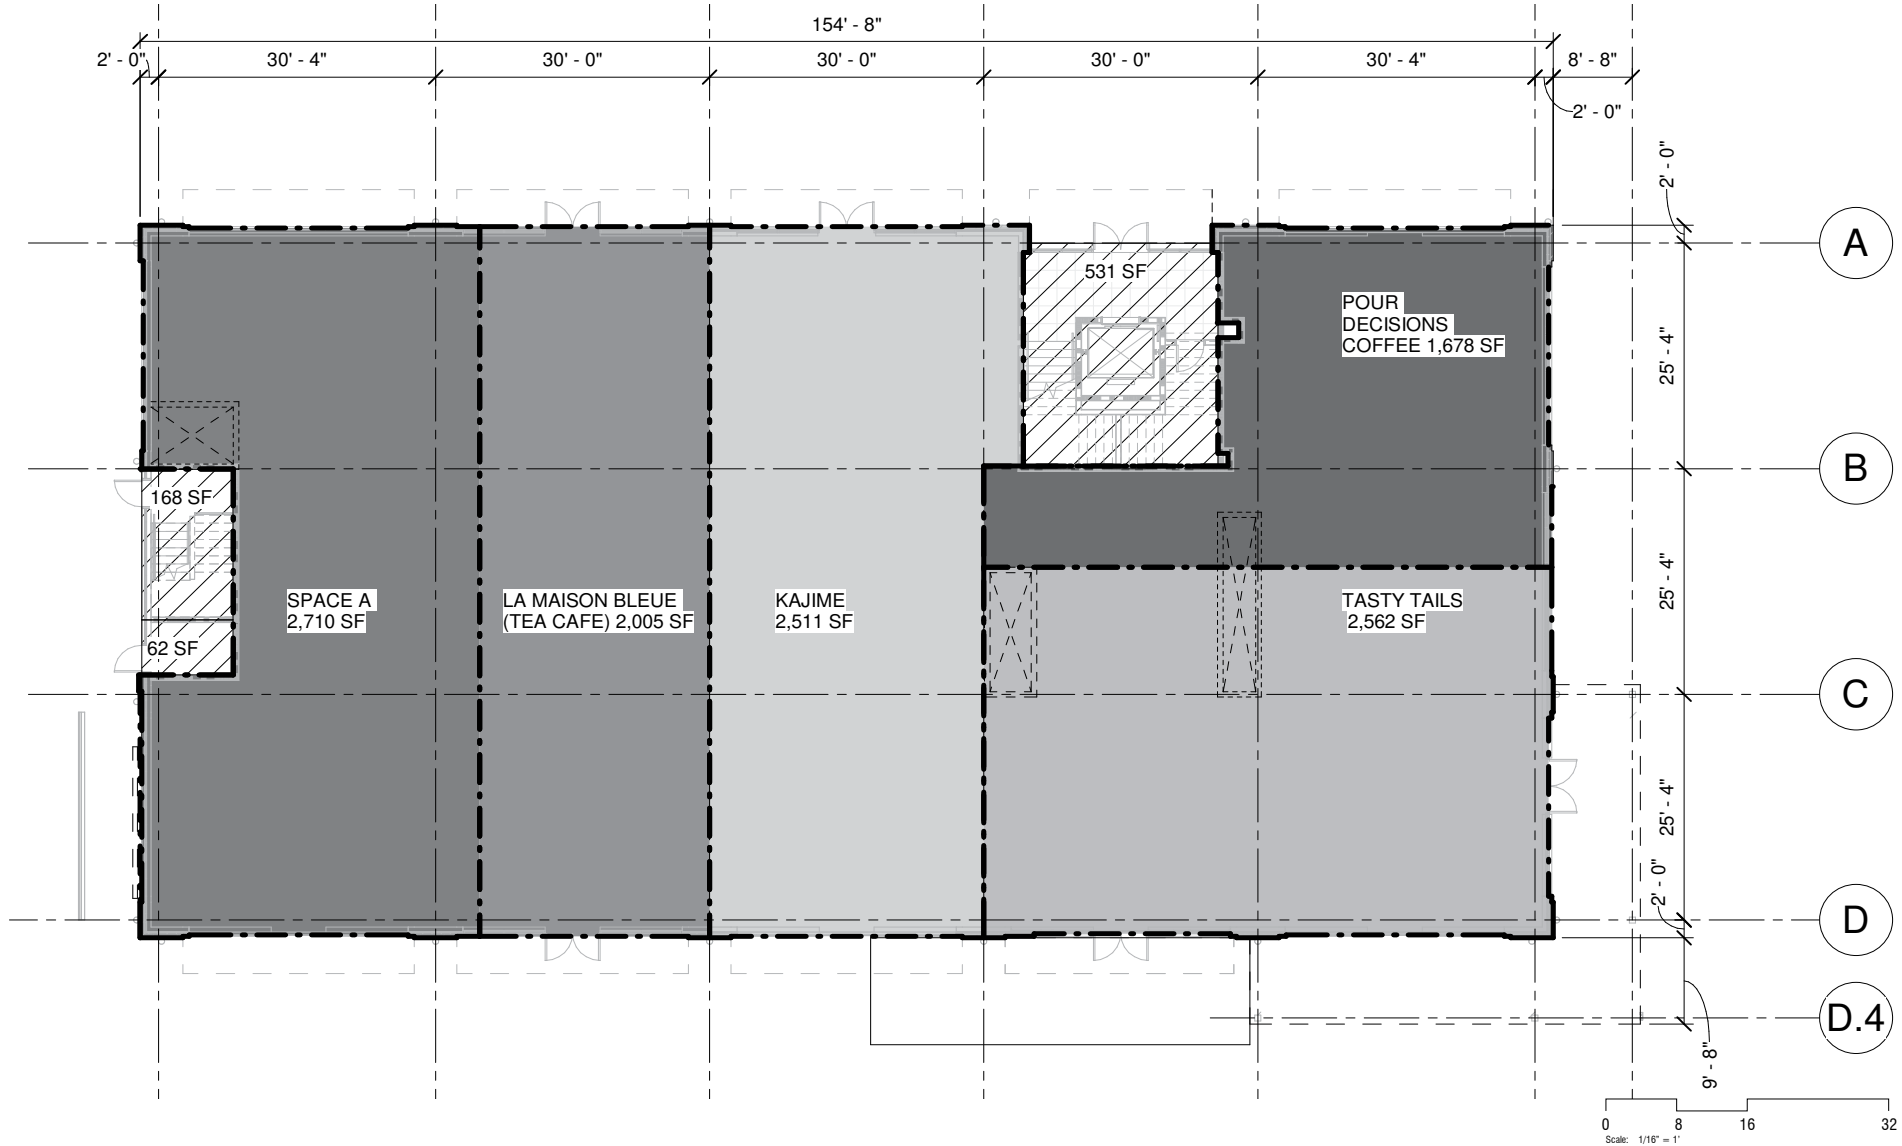 154' - 8"
2' - 0"
30' - 4"
30' - 0"
30' - 0"
30' - 0"
30' - 4"
8' - 8"
2' - 0"
2' - 0"
A
531 SF
POUR
DECISIONS
COFFEE 1,678 SF
25' - 4"
B
168 SF
SPACE A
2,710 SF
LA MAISON BLEUE
(TEA CAFE) 2,005 SF
KAJIME
2,511 SF
TASTY TAILS
2,562 SF
25' - 4"
62 SF
C
25' - 4"
2' - 0"
D
D.4
9' - 8"
0 8 16 32
Scale: 1/16" = 1'